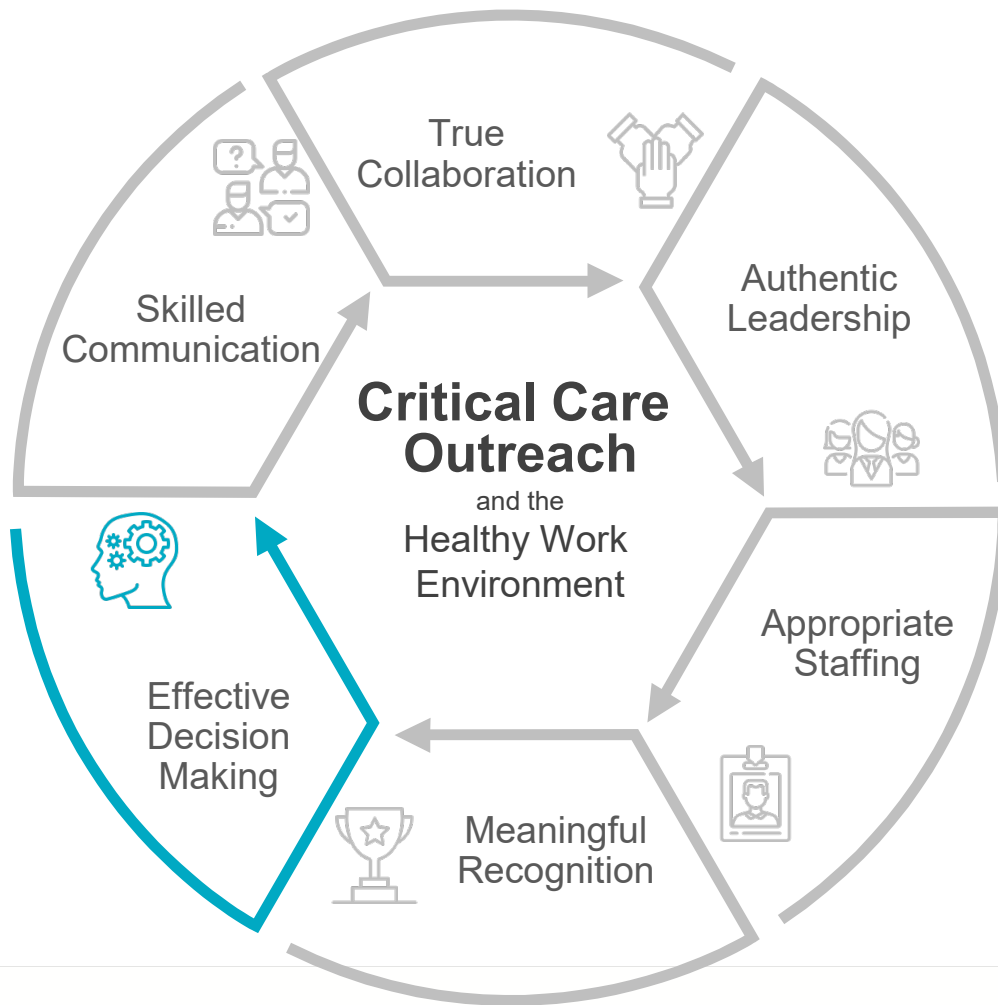 True
Collaboration
Authentic
Leadership
Skilled
Communication
Critical Care
Outreach
and the
Healthy Work
Environment
Appropriate
Staffing
Effective
Decision
Making
Meaningful
Recognition